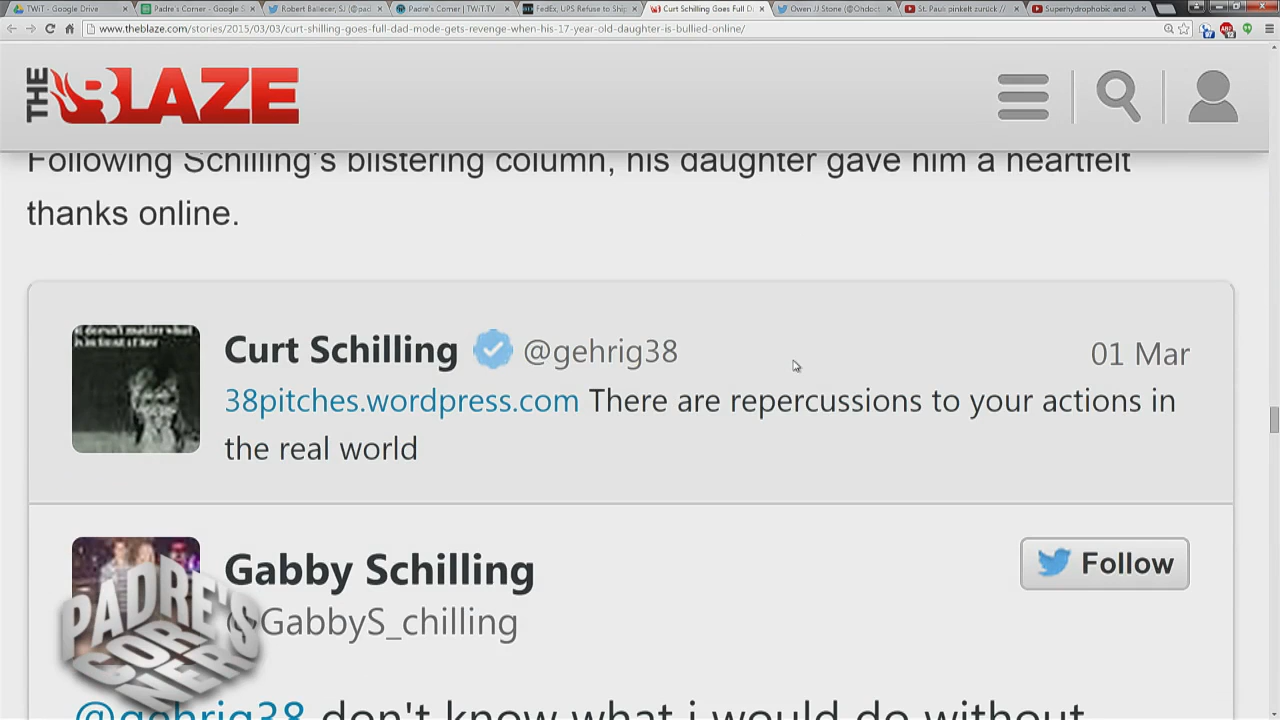 TWiT - Google Drive
Padre's Corner - Google S
Robert Ballecer, SJ (@pad
Padre's Corner | TWiT.TV
FedEx, UPS Refuse to Ship
Curt Schilling Goes Full D
Owen JJ Stone (@Ohdoct
St. Pauli pinkelt zurück //
Superhydrophobic and ol
www.theblaze.com/stories/2015/03/03/curt-schilling-goes-full-dad-mode-gets-revenge-when-his-17-year-old-daughter-is-bullied-online/
THE BLAZE
Following Schilling's blistering column, his daughter gave him a heartfelt
thanks online.
Curt Schilling @gehrig38 01 Mar
38pitches.wordpress.com There are repercussions to your actions in
the real world
Gabby Schilling
Follow
@GabbyS_chilling
PADRE'S
CORNER
@gehrig38 don't know what i would do without